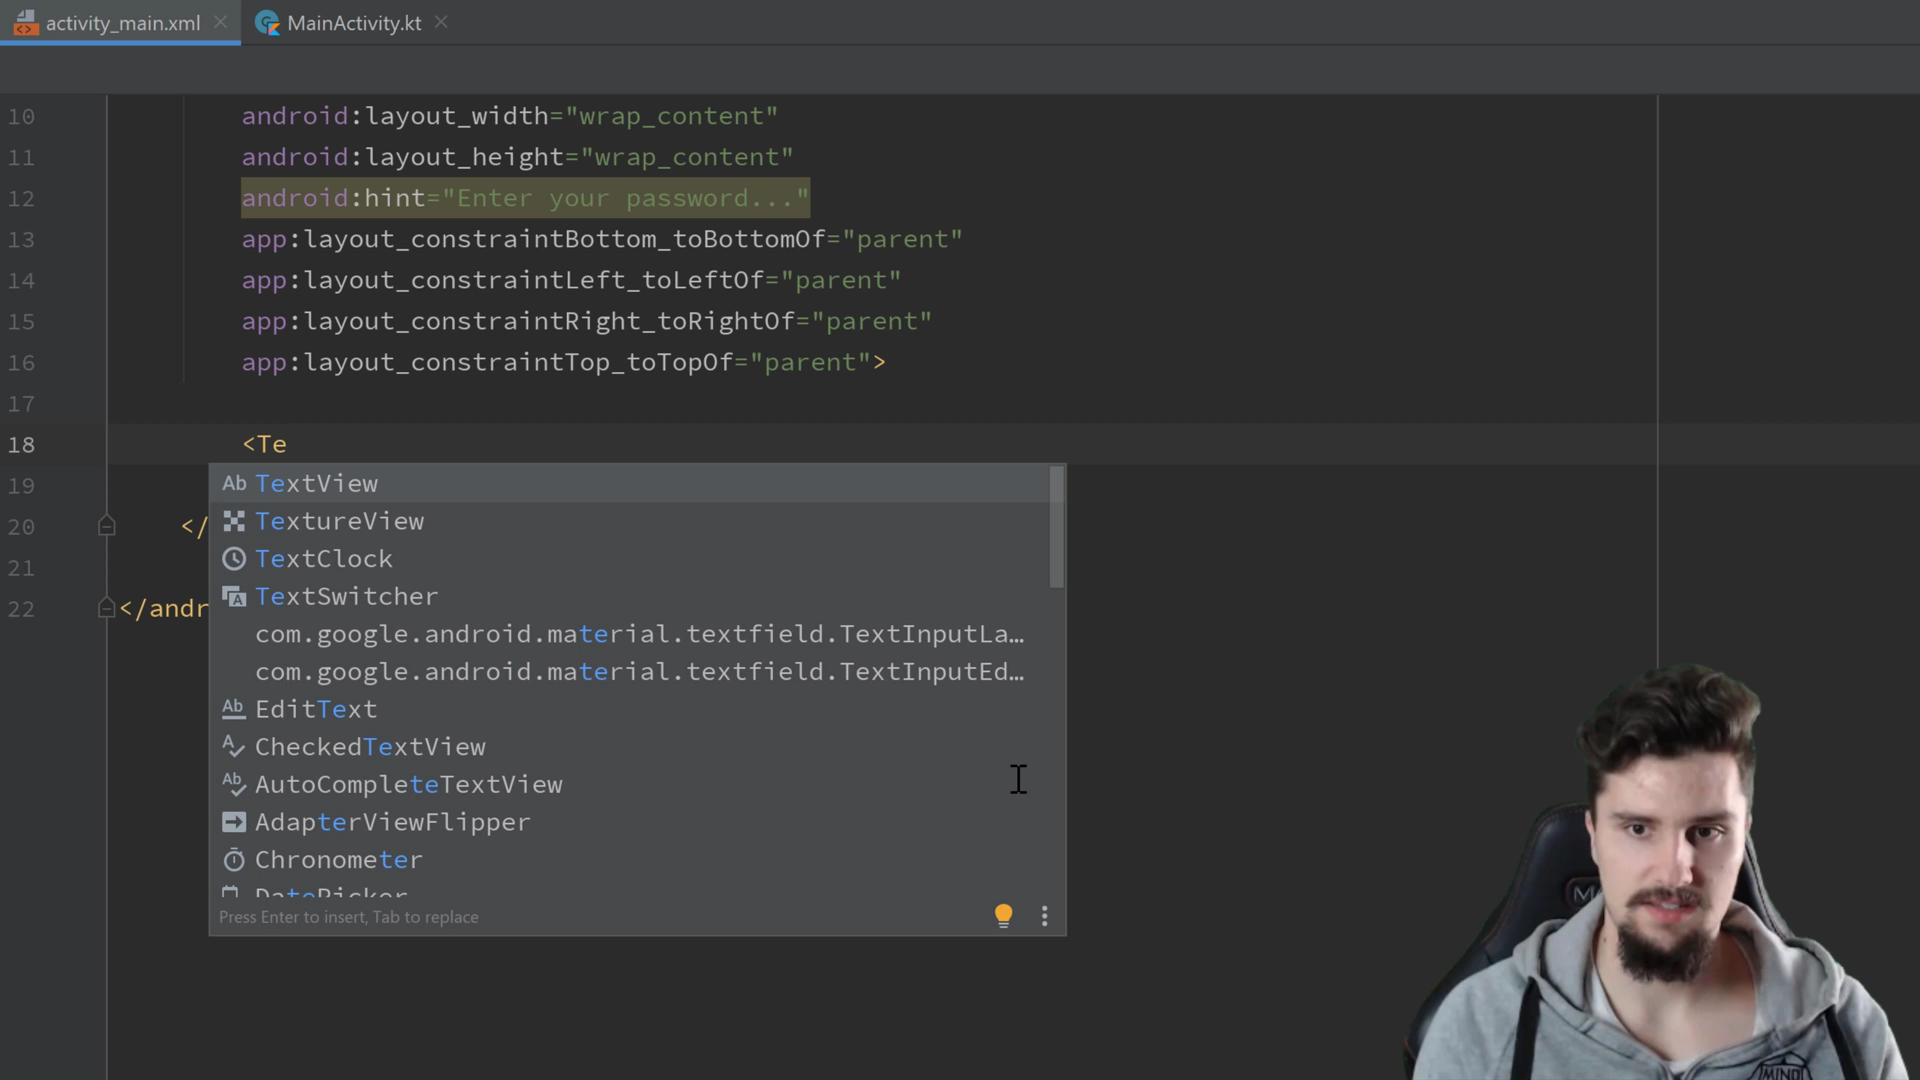 activity_main.xml
MainActivity.kt
10 android:layout_width="wrap_content"
11 android:layout_height="wrap_content"
12 android:hint="Enter your password..."
13 app:layout_constraintBottom_toBottomOf="parent"
14 app:layout_constraintLeft_toLeftOf="parent"
15 app:layout_constraintRight_toRightOf="parent"
16 app:layout_constraintTop_toTopOf="parent">
17
18 <Te
Ab TextView
19
TextureView
20 </
TextClock
21
TextSwitcher
22 </andr
com.google.android.material.textfield.TextInputLa…
com.google.android.material.textfield.TextInputEd…
Ab EditText
CheckedTextView
Ab AutoCompleteTextView
AdapterViewFlipper
Chronometer
DatePicker
Press Enter to insert, Tab to replace
MIND